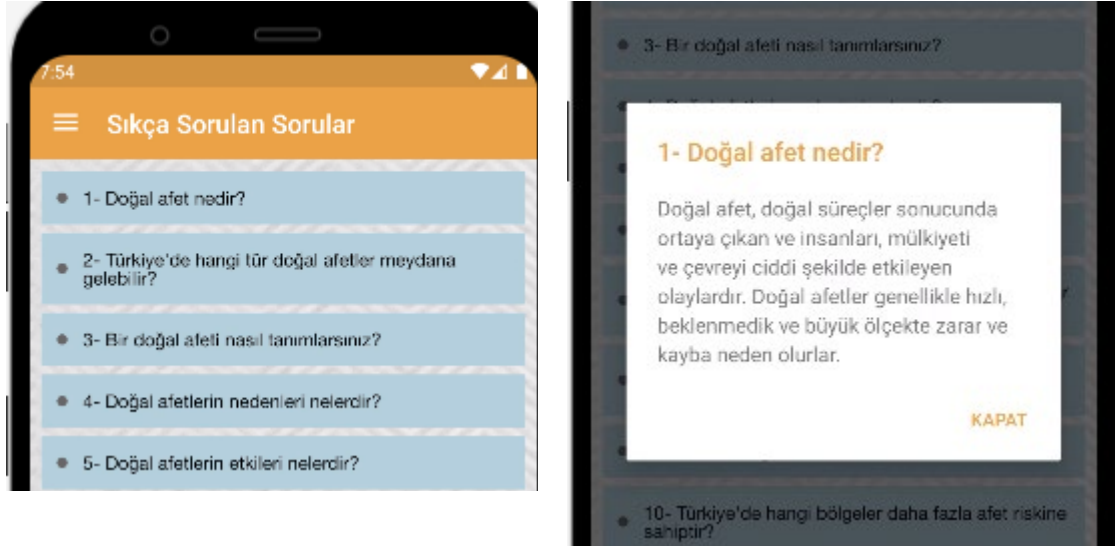 7:54
Sıkça Sorulan Sorular
1- Doğal afet nedir?
2- Türkiye'de hangi tür doğal afetler meydana
gelebilir?
3- Bir doğal afeti nasıl tanımlarsınız?
4- Doğal afetlerin nedenleri nelerdir?
5- Doğal afetlerin etkileri nelerdir?
3- Bir doğal afeti nasıl tanımlarsınız?
1- Doğal afet nedir?
Doğal afet, doğal süreçler sonucunda
ortaya çıkan ve insanları, mülkiyeti
ve çevreyi ciddi şekilde etkileyen
olaylardır. Doğal afetler genellikle hızlı,
beklenmedik ve büyük ölçekte zarar ve
kayba neden olurlar.
KAPAT
10- Türkiye'de hangi bölgeler daha fazla afet riskine
sahiptir?